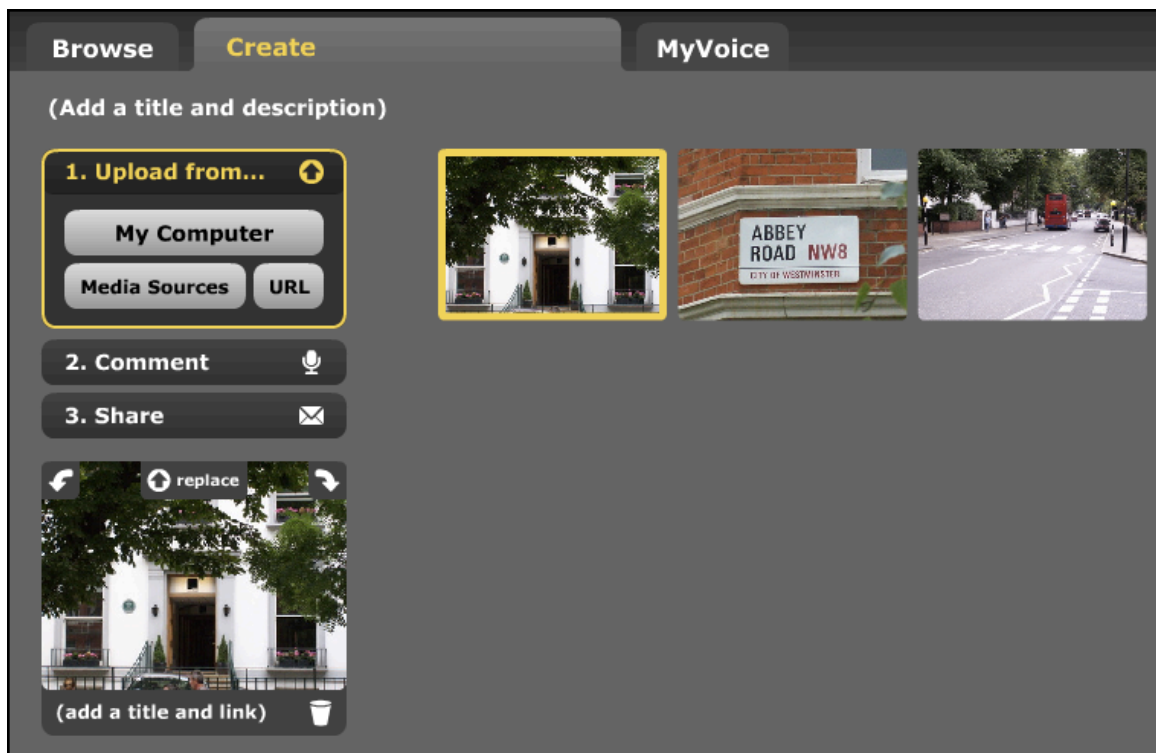 Browse
Create
MyVoice
(Add a title and description)
1. Upload from...
My Computer
Media Sources
URL
2. Comment
3. Share
replace
(add a title and link)
ABBEY
ROAD NW8
CITY OF WESTMINSTER